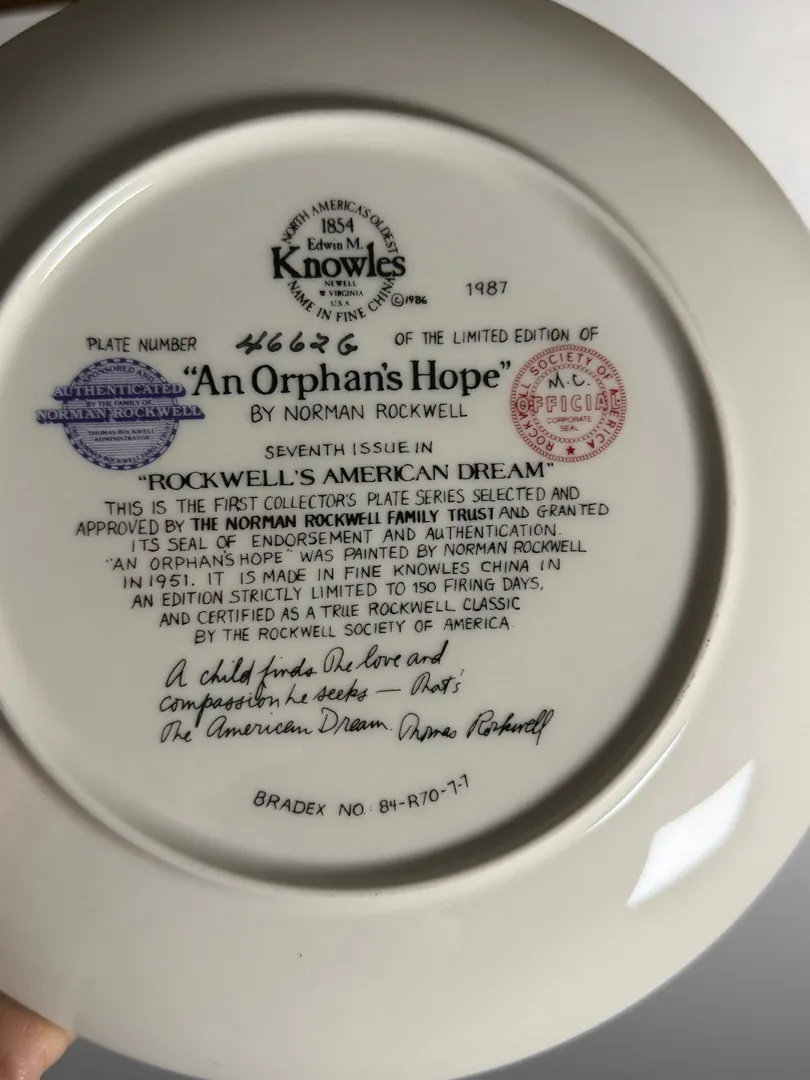 NORTH AMERICA'S OLDEST
1854
Edwin M.
Knowles
NEWELL
W VIRGINIA
U.S.A
NAME IN FINE CHINA
©1986
1987
PLATE NUMBER 46626 OF THE LIMITED EDITION OF
"An Orphan's Hope"
BY NORMAN ROCKWELL
SPONSORED AND
AUTHENTICATED
BY THE FAMILY OF
NORMAN ROCKWELL
THOMAS ROCKWELL
ADMINISTRATOR
ROCKWELL SOCIETY OF AMERICA
M.C.
OFFICIAL
CORPORATE
SEAL
SEVENTH ISSUE IN
"ROCKWELL'S AMERICAN DREAM"
THIS IS THE FIRST COLLECTOR'S PLATE SERIES SELECTED AND
APPROVED BY THE NORMAN ROCKWELL FAMILY TRUST AND GRANTED
ITS SEAL OF ENDORSEMENT AND AUTHENTICATION.
"AN ORPHAN'S HOPE" WAS PAINTED BY NORMAN ROCKWELL
IN 1951. IT IS MADE IN FINE KNOWLES CHINA IN
AN EDITION STRICTLY LIMITED TO 150 FIRING DAYS,
AND CERTIFIED AS A TRUE ROCKWELL CLASSIC
BY THE ROCKWELL SOCIETY OF AMERICA.
A child finds the love and
compassion he seeks — that's
the American Dream. Thomas Rockwell
BRADEX NO. 84-R70-7-7